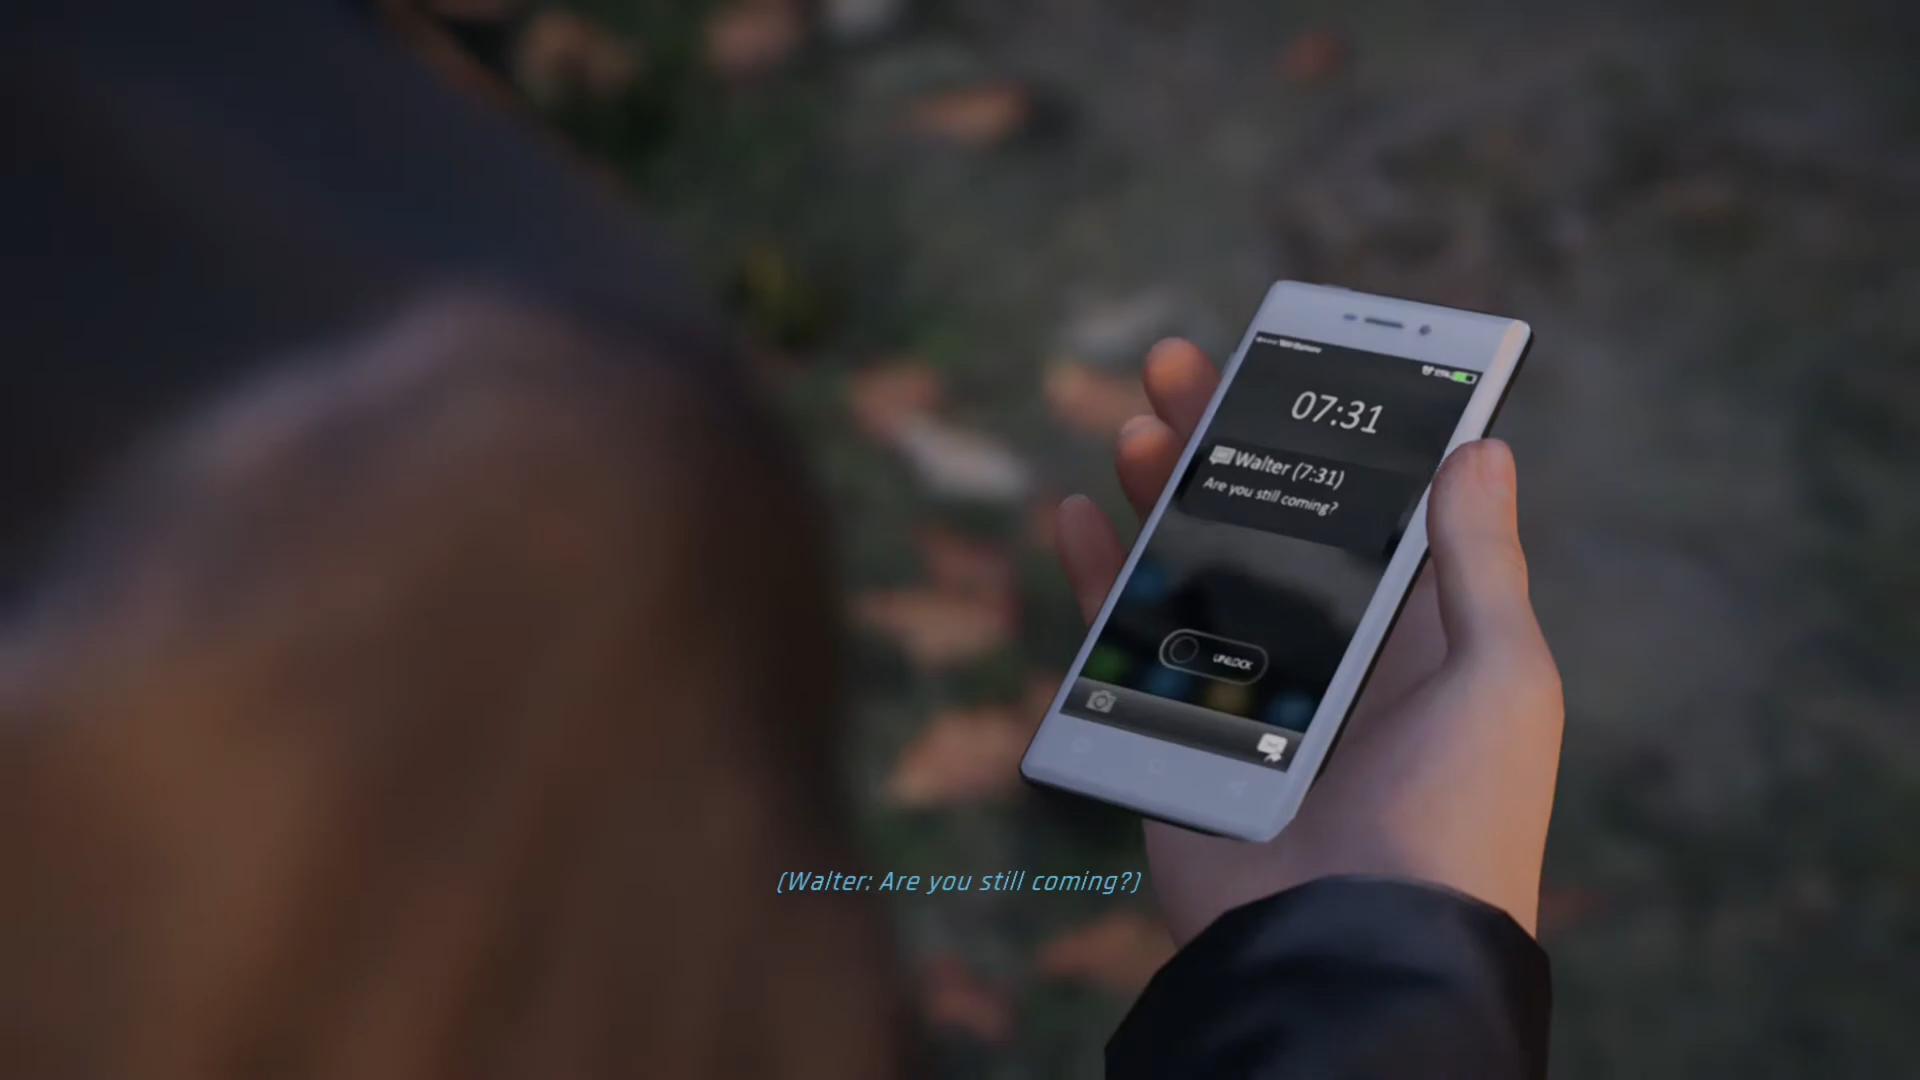 07:31
Walter (7:31)
Are you still coming?
UNLOCK
(Walter: Are you still coming?)